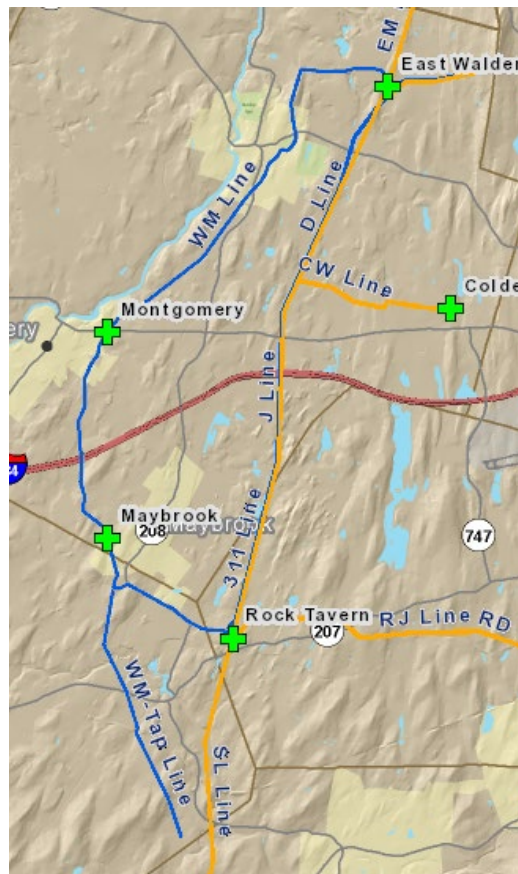 EM
East Walden
D Line
WM Line
CW Line
Colde
Montgomery
ery
J Line
84
Maybrook
208
Maybrook
747
311 Line
Rock Tavern
RJ Line RD
207
WM-Tap Line
SL Line